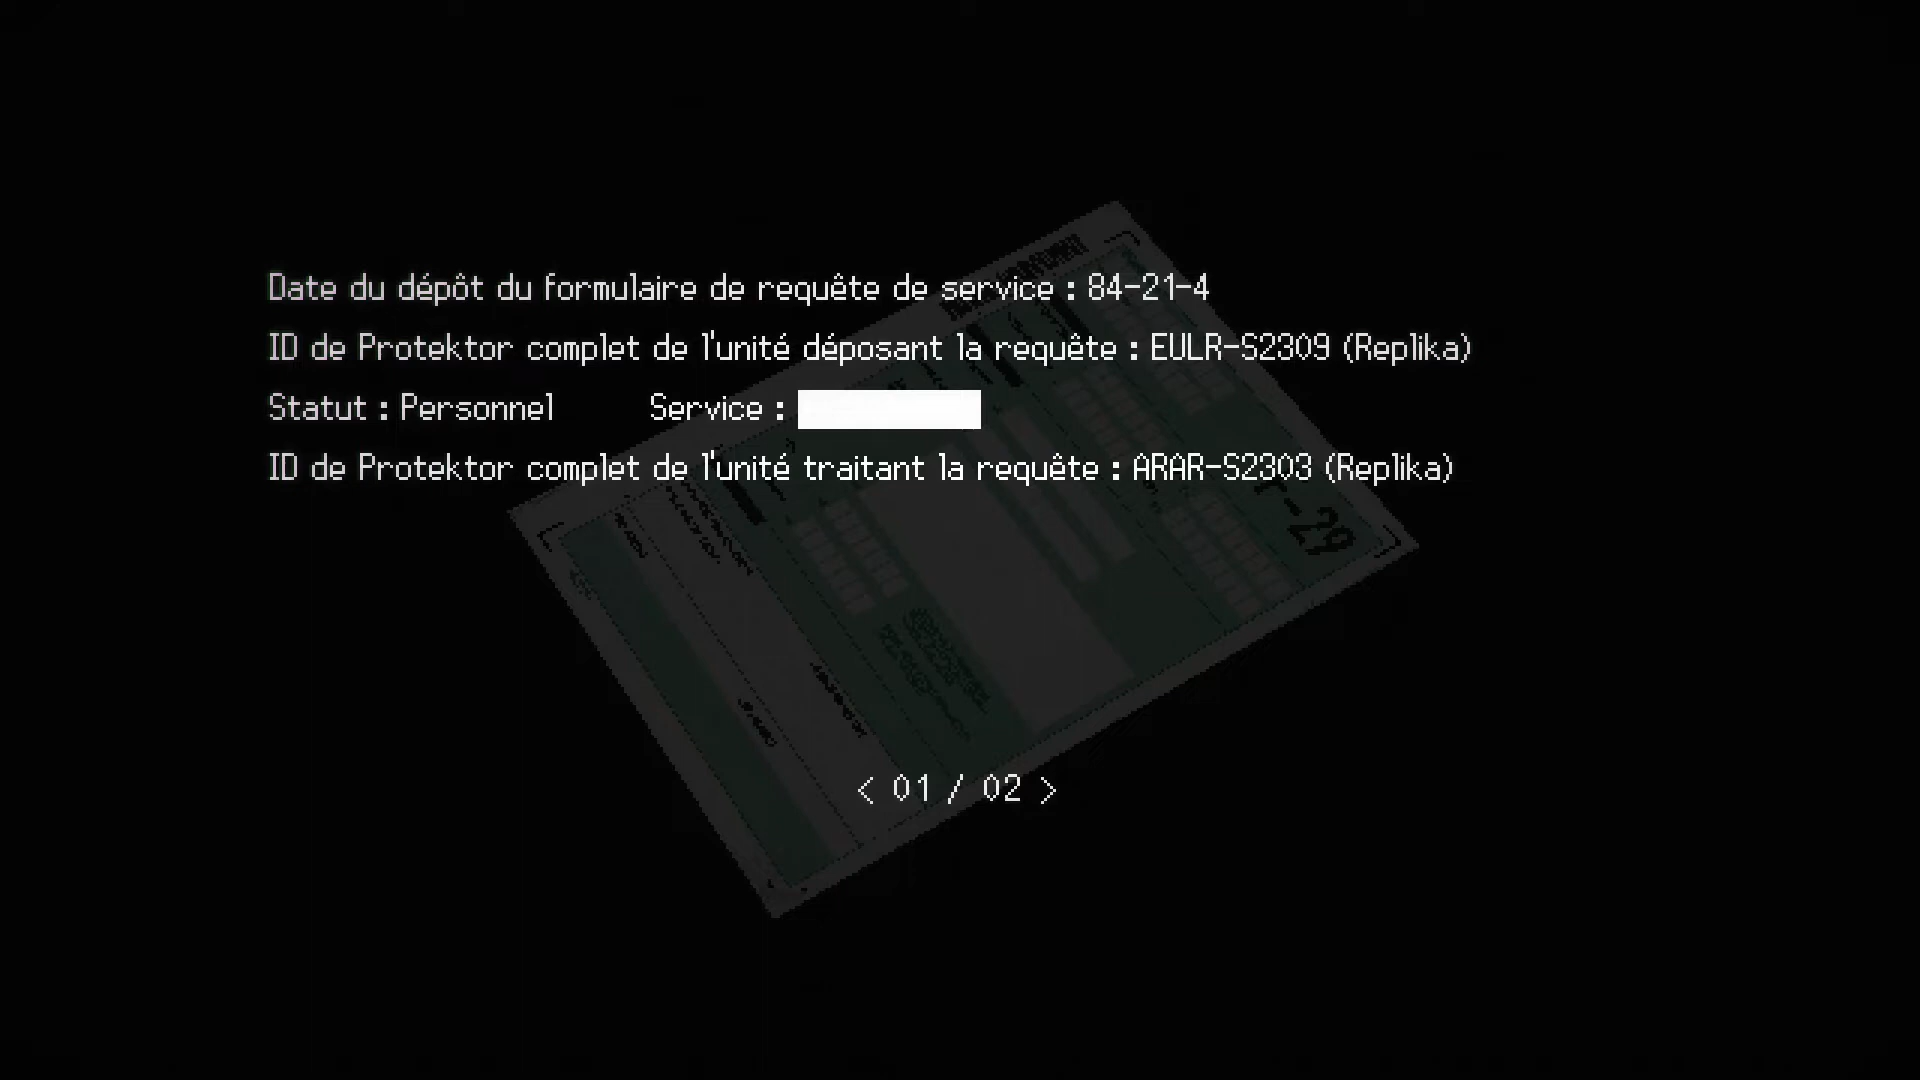 Date du dépôt du formulaire de requête de service : 84-21-4
ID de Protektor complet de l'unité déposant la requête : EULR-S2309 (Replika)
Statut : Personnel Service :
ID de Protektor complet de l'unité traitant la requête : ARAR-S2303 (Replika)
T-29
< 01 / 02 >